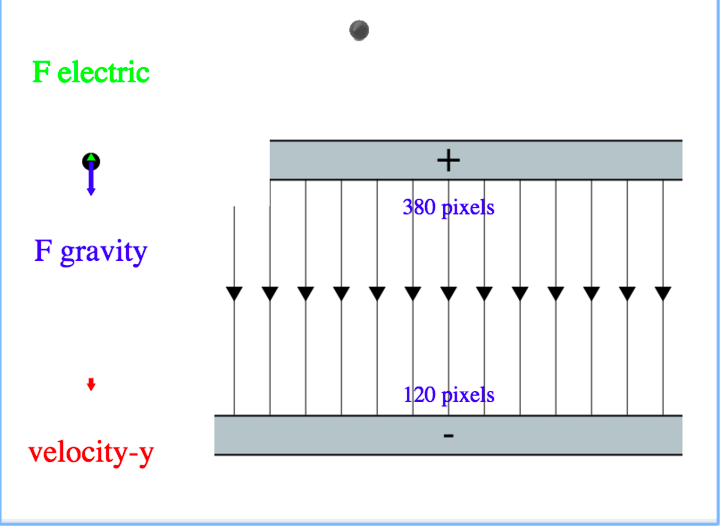 F electric
+
380 pixels
F gravity
120 pixels
-
velocity-y